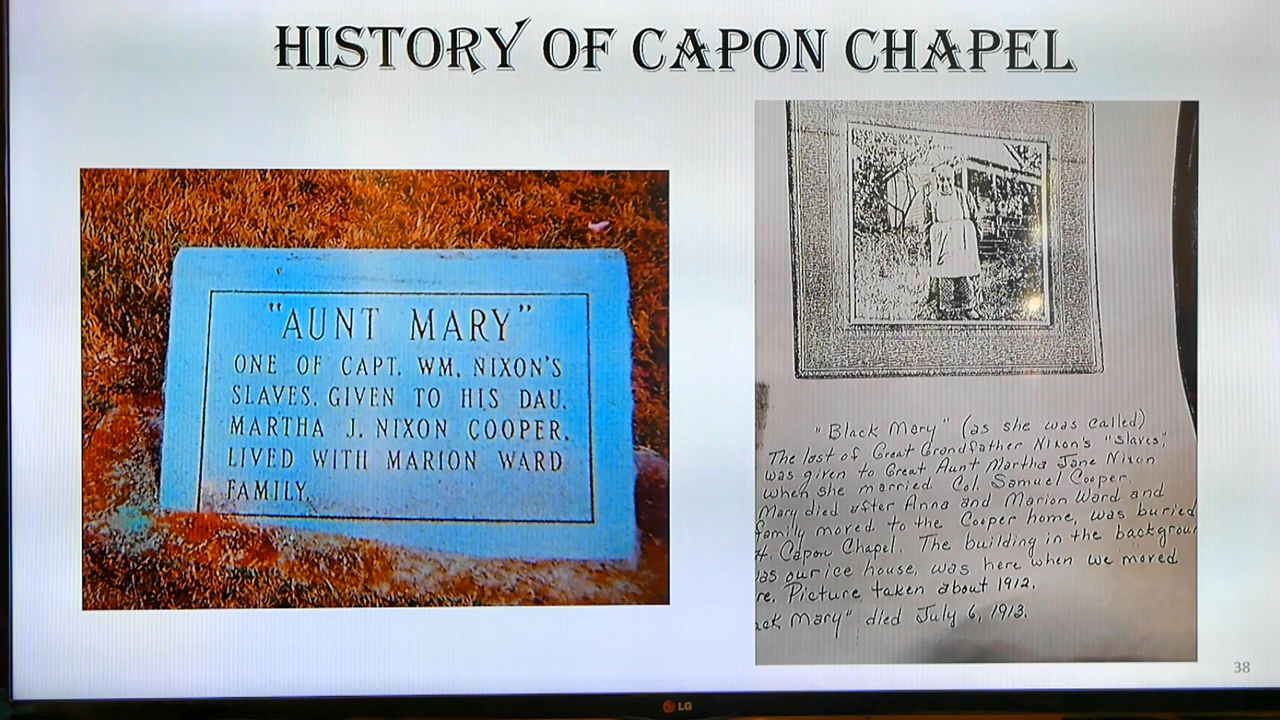 HISTORY OF CAPON CHAPEL
"AUNT MARY"
ONE OF CAPT. WM. NIXON'S
SLAVES. GIVEN TO HIS DAU.
MARTHA J. NIXON COOPER.
LIVED WITH MARION WARD
FAMILY.
"Black Mary" (as she was called)
The last of Great Grandfather Nixon's "slaves",
was given to Great Aunt Martha Jane Nixon
when she married Col. Samuel Cooper.
Mary died after Anna and Marion Ward and
family moved to the Cooper home, was buried
Capon Chapel. The building in the backgroun
as our ice house, was here when we moved
re. Picture taken about 1912.
ack Mary" died July 6, 1913.
38
LG